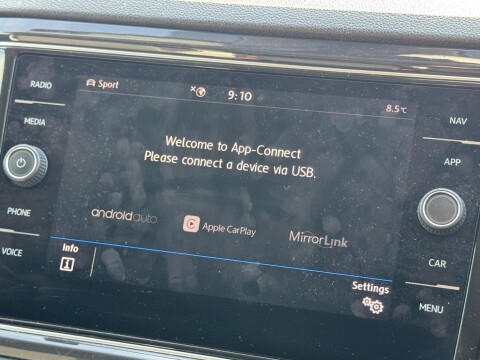 RADIO
MEDIA
PHONE
VOICE
Sport
9:10
8.5°C
Welcome to App-Connect
Please connect a device via USB.
androidauto
Apple CarPlay
MirrorLink
Info
Settings
NAV
APP
CAR
MENU